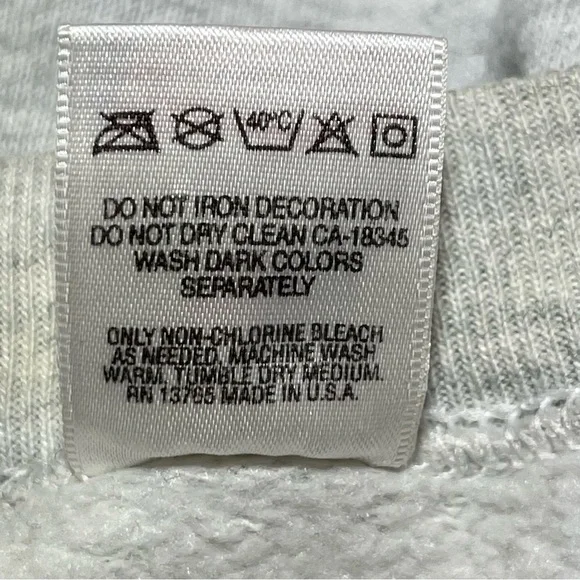 40°C
DO NOT IRON DECORATION
DO NOT DRY CLEAN CA-18345
WASH DARK COLORS
SEPARATELY
ONLY NON-CHLORINE BLEACH
AS NEEDED. MACHINE WASH
WARM. TUMBLE DRY MEDIUM.
RN 13765 MADE IN U.S.A.